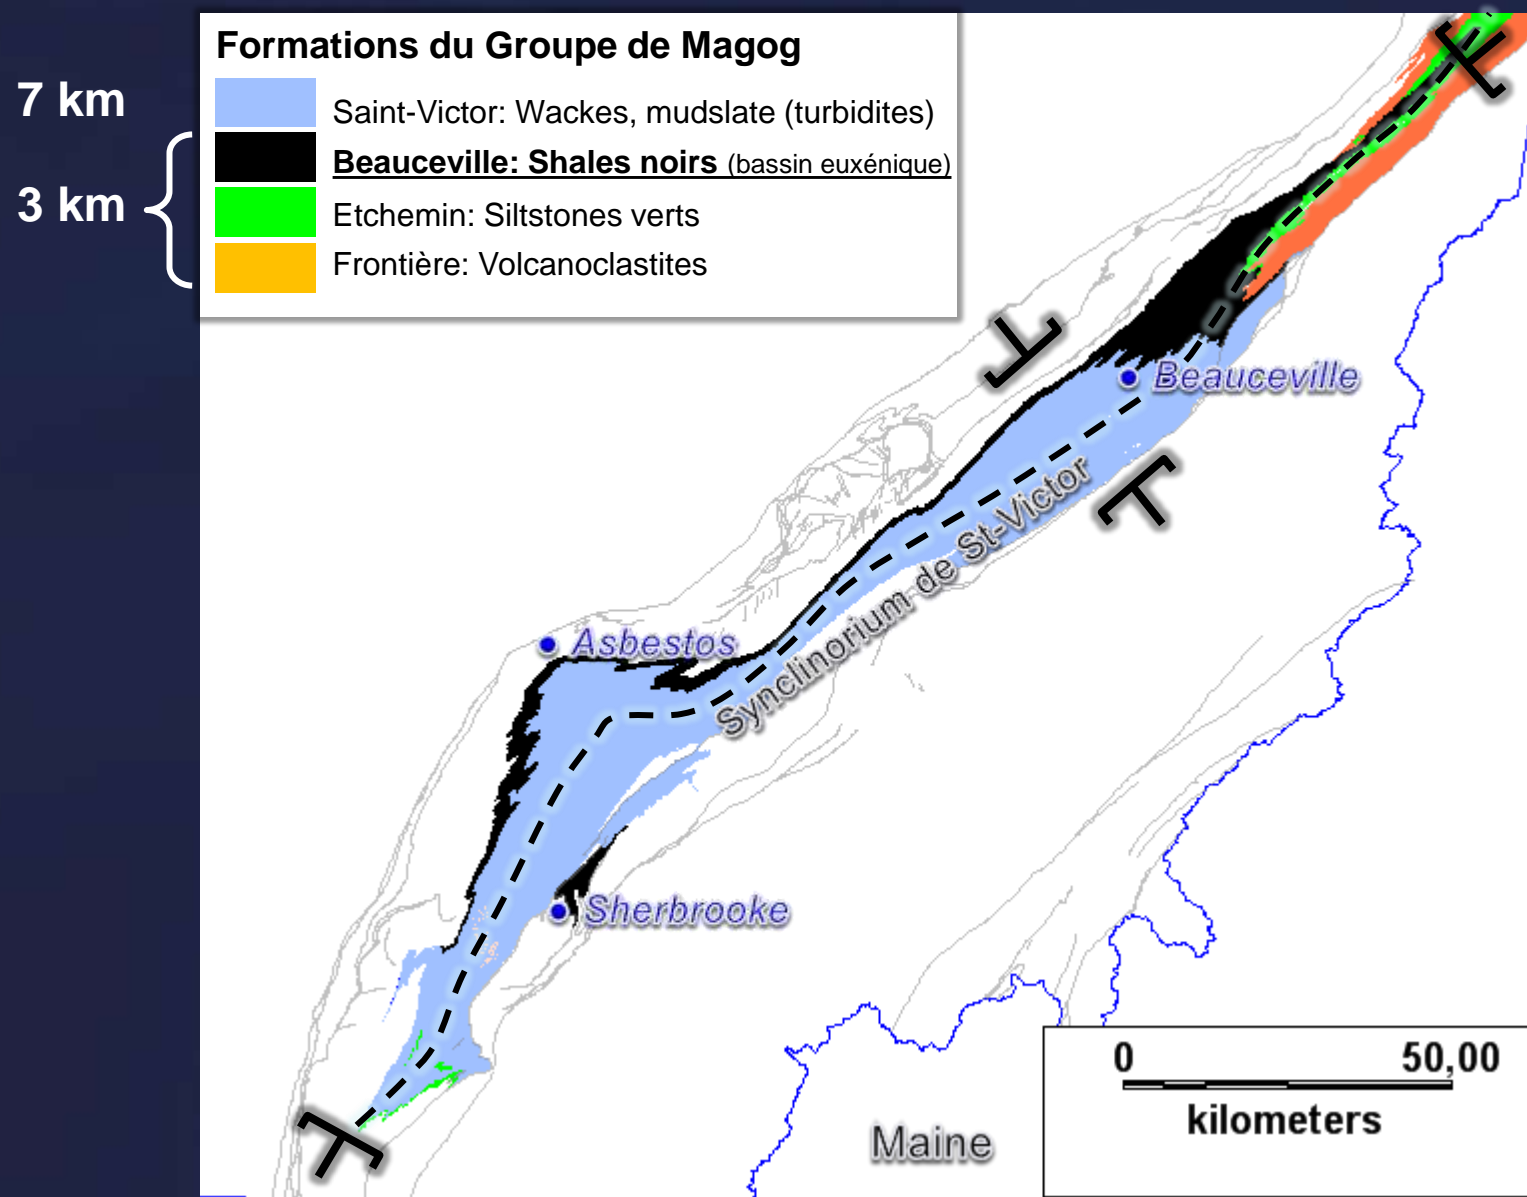 Formations du Groupe de Magog
7 km
Saint-Victor: Wackes, mudslate (turbidites)
Beauceville: Shales noirs (bassin euxénique)
3 km
Etchemin: Siltstones verts
Frontière: Volcanoclastites
Beauceville
Synclinorium de St-Victor
Asbestos
Sherbrooke
0 50,00
kilometers
Maine